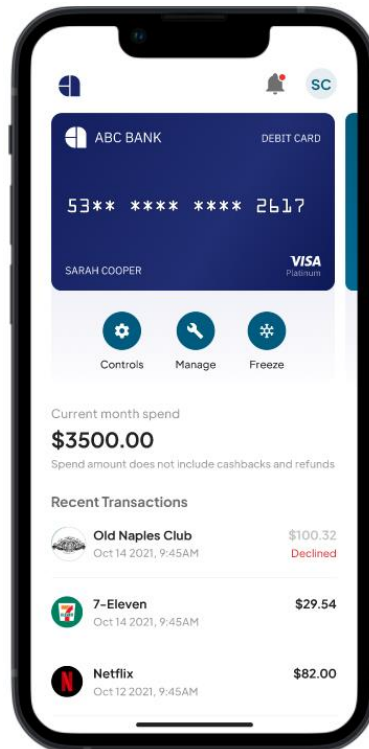 SC
ABC BANK
DEBIT CARD
53** **** **** 2617
SARAH COOPER
VISA
Platinum
Controls
Manage
Freeze
Current month spend
$3500.00
Spend amount does not include cashbacks and refunds
Recent Transactions
Old Naples Club
$100.32
Oct 14 2021, 9:45AM
Declined
7-Eleven
$29.54
Oct 14 2021, 9:45AM
Netflix
$82.00
Oct 12 2021, 9:45AM